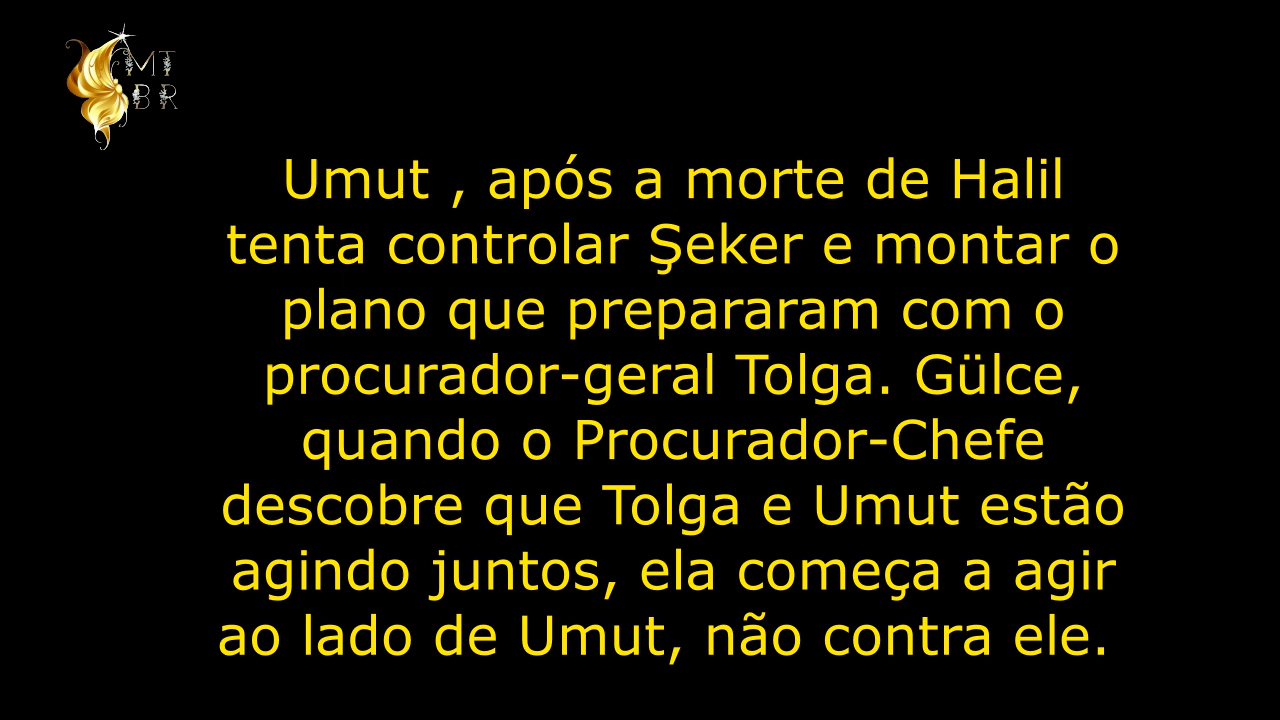 MT
BR
Umut , após a morte de Halil
tenta controlar Şeker e montar o
plano que prepararam com o
procurador-geral Tolga. Gülce,
quando o Procurador-Chefe
descobre que Tolga e Umut estão
agindo juntos, ela começa a agir
ao lado de Umut, não contra ele.